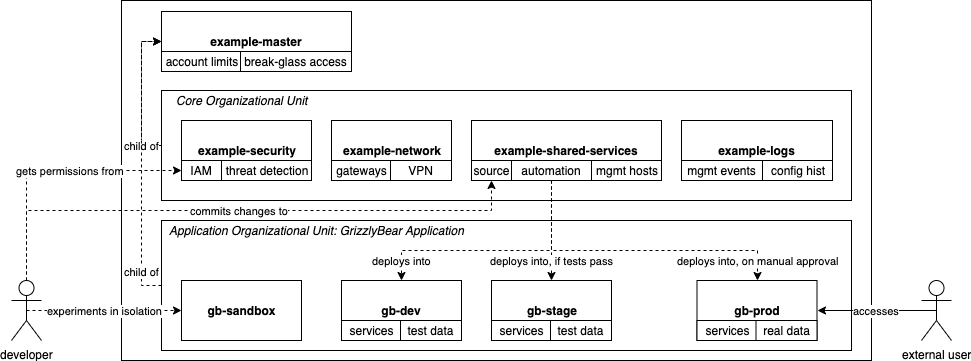 example-master
account limits break-glass access
Core Organizational Unit
child of
example-security
example-network
example-shared-services
example-logs
gets permissions from
IAM threat detection
gateways VPN
source automation mgmt hosts
mgmt events config hist
commits changes to
Application Organizational Unit: GrizzlyBear Application
deploys into
deploys into, if tests pass
deploys into, on manual approval
child of
experiments in isolation
gb-sandbox
gb-dev
gb-stage
gb-prod
accesses
services test data
services test data
services real data
developer
external user